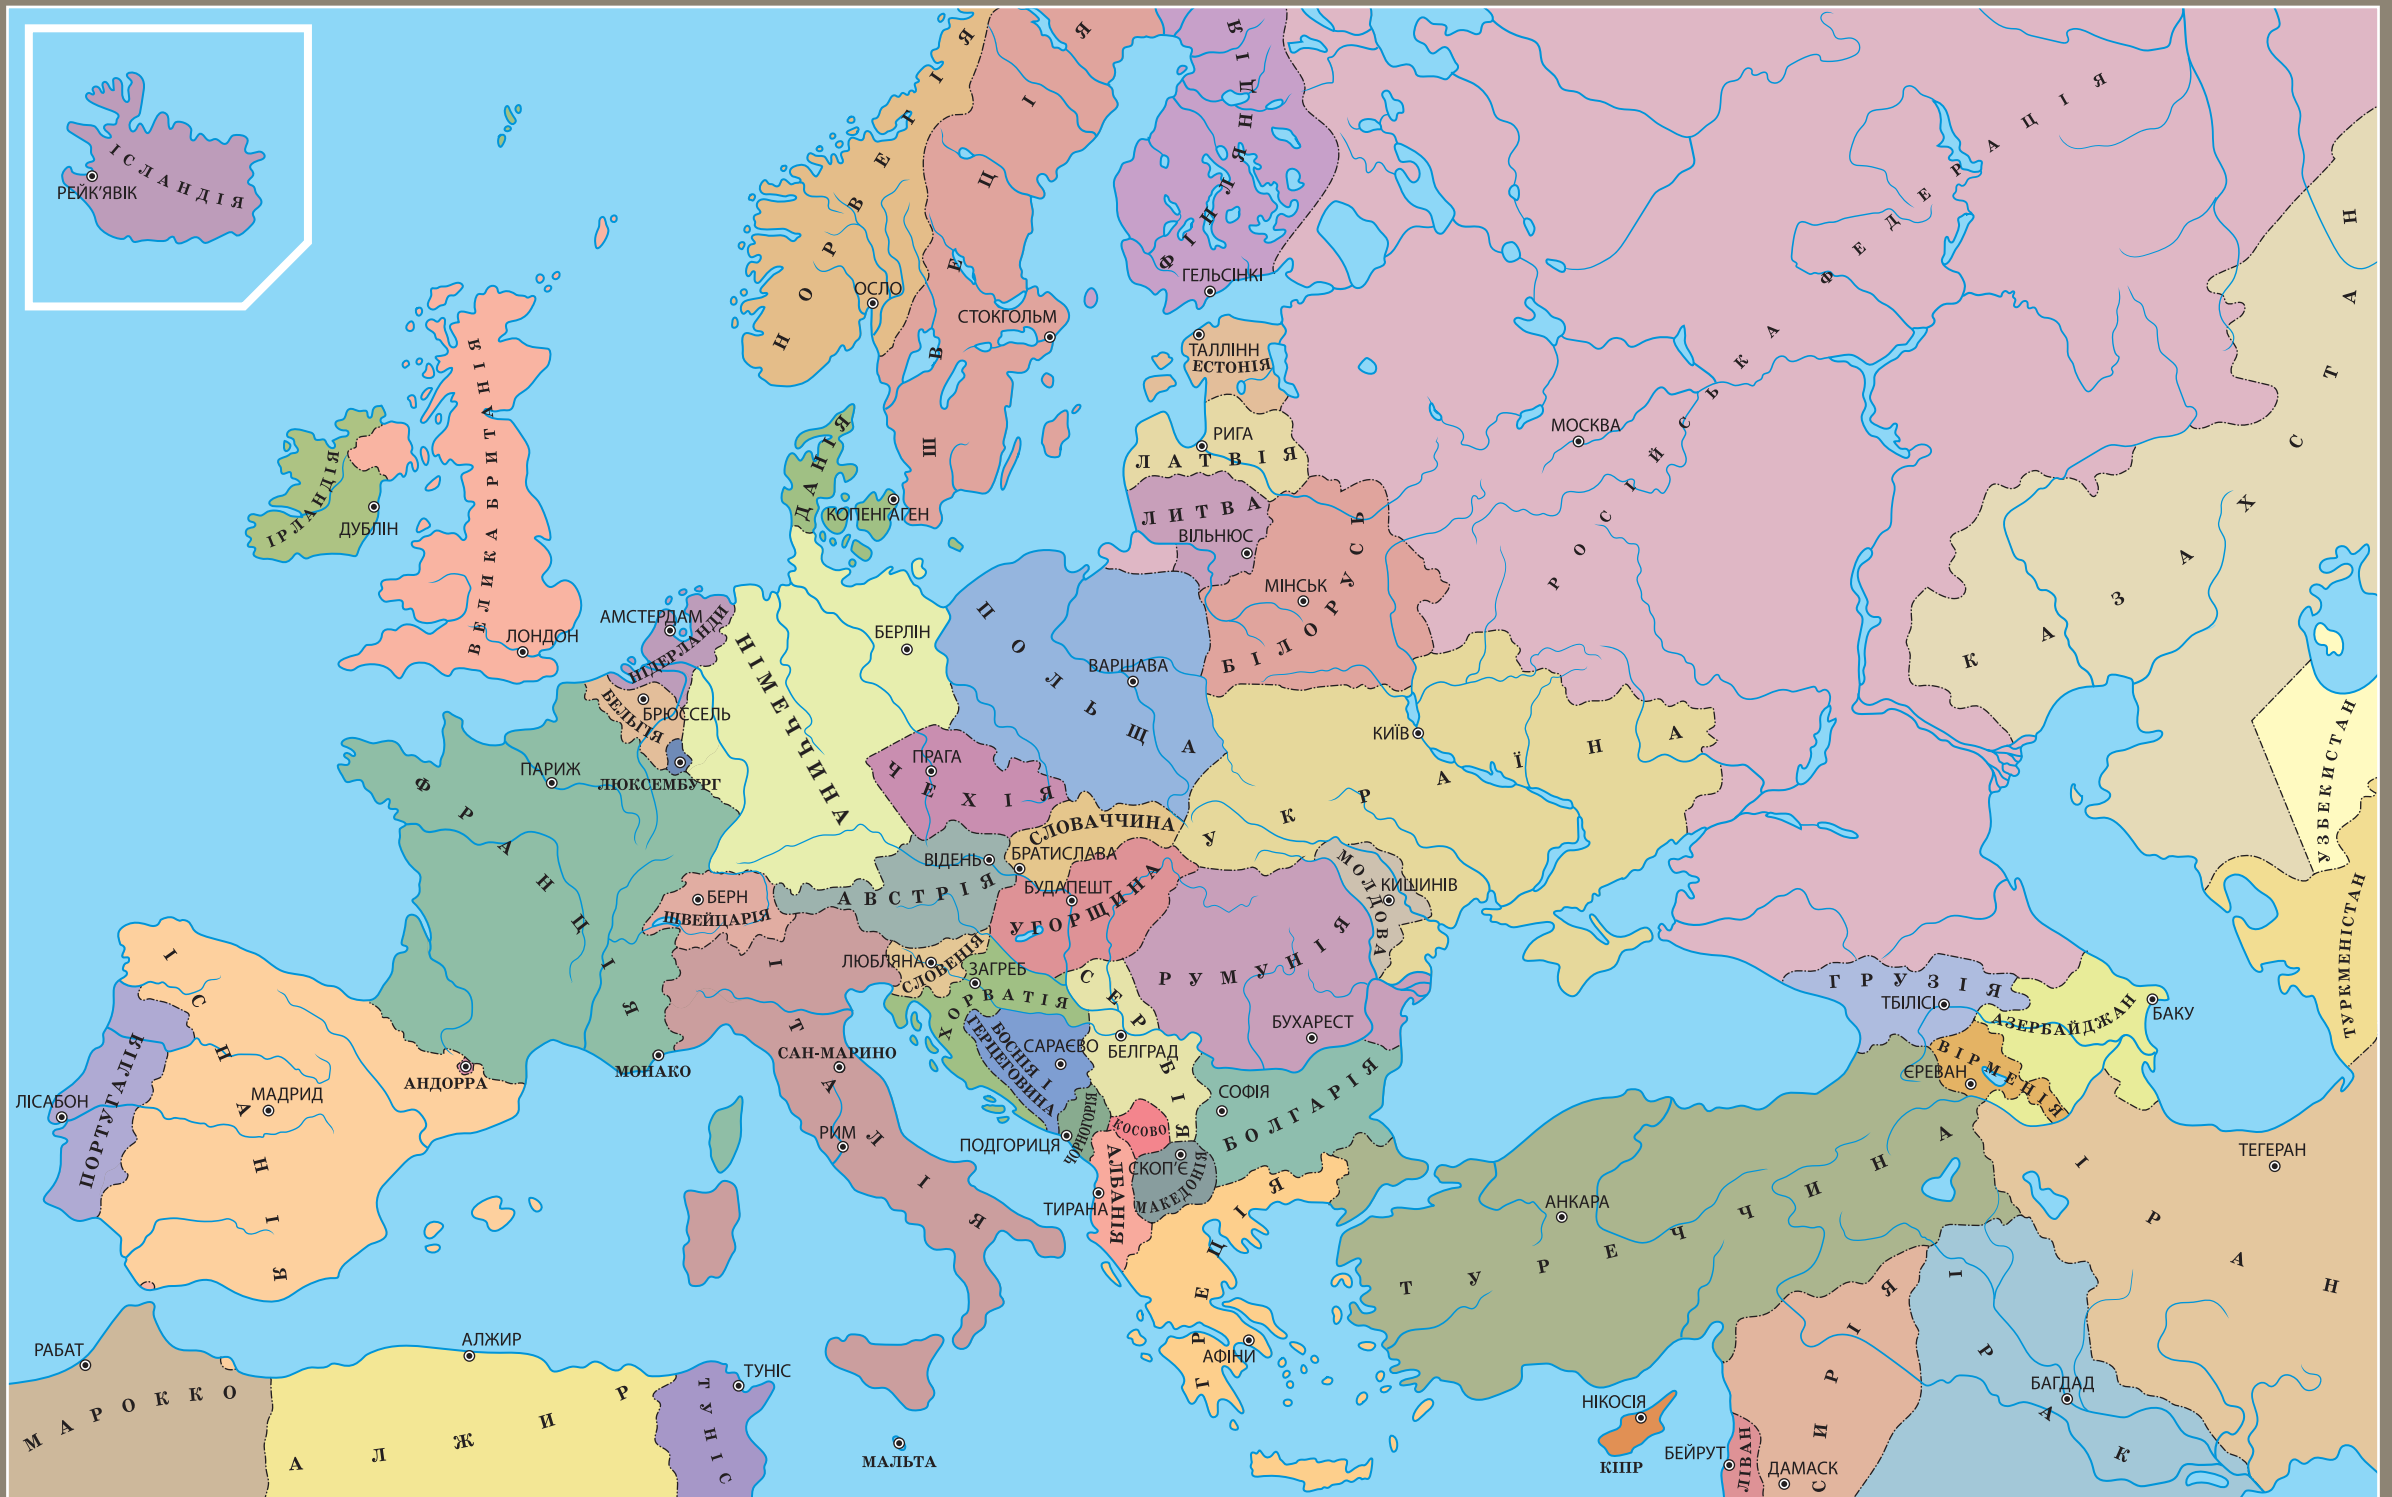 ІСЛАНДІЯ
РЕЙК'ЯВІК
НОРВЕГІЯ
ОСЛО
ШВЕЦІЯ
СТОКГОЛЬМ
ФІНЛЯНДІЯ
ГЕЛЬСІНКІ
РОСІЙСЬКА ФЕДЕРАЦІЯ
МОСКВА
ТАЛЛІНН
ЕСТОНІЯ
РИГА
ЛАТВІЯ
ЛИТВА
ВІЛЬНЮС
МІНСЬК
БІЛОРУСЬ
ВЕЛИКА БРИТАНІЯ
ЛОНДОН
ІРЛАНДІЯ
ДУБЛІН
ДАНІЯ
КОПЕНГАГЕН
АМСТЕРДАМ
НІДЕРЛАНДИ
БЕЛЬГІЯ
БРЮССЕЛЬ
ЛЮКСЕМБУРГ
НІМЕЧЧИНА
БЕРЛІН
ПОЛЬЩА
ВАРШАВА
ПРАГА
ЧЕХІЯ
СЛОВАЧЧИНА
БРАТИСЛАВА
ВІДЕНЬ
АВСТРІЯ
БУДАПЕШТ
УГОРЩИНА
КИЇВ
УКРАЇНА
МОЛДОВА
КИШИНІВ
РУМУНІЯ
БУХАРЕСТ
ФРАНЦІЯ
ПАРИЖ
БЕРН
ШВЕЙЦАРІЯ
МОНАКО
АНДОРРА
ІСПАНІЯ
МАДРИД
ПОРТУГАЛІЯ
ЛІСАБОН
ІТАЛІЯ
САН-МАРИНО
РИМ
ЛЮБЛЯНА
СЛОВЕНІЯ
ЗАГРЕБ
ХОРВАТІЯ
БОСНІЯ І
ГЕРЦЕГОВИНА
САРАЄВО
СЕРБІЯ
БЕЛГРАД
ЧОРНОГОРІЯ
ПОДГОРИЦЯ
КОСОВО
АЛБАНІЯ
ТИРАНА
СКОП'Є
МАКЕДОНІЯ
СОФІЯ
БОЛГАРІЯ
ГРЕЦІЯ
АФІНИ
МАЛЬТА
ТУРЕЧЧИНА
АНКАРА
НІКОСІЯ
КІПР
ГРУЗІЯ
ТБІЛІСІ
ВІРМЕНІЯ
ЄРЕВАН
АЗЕРБАЙДЖАН
БАКУ
КАЗАХСТАН
УЗБЕКИСТАН
ТУРКМЕНІСТАН
ІРАН
ТЕГЕРАН
ІРАК
БАГДАД
СИРІЯ
ДАМАСК
ЛІВАН
БЕЙРУТ
МАРОККО
РАБАТ
АЛЖИР
АЛЖИР
ТУНІС
ТУНІС